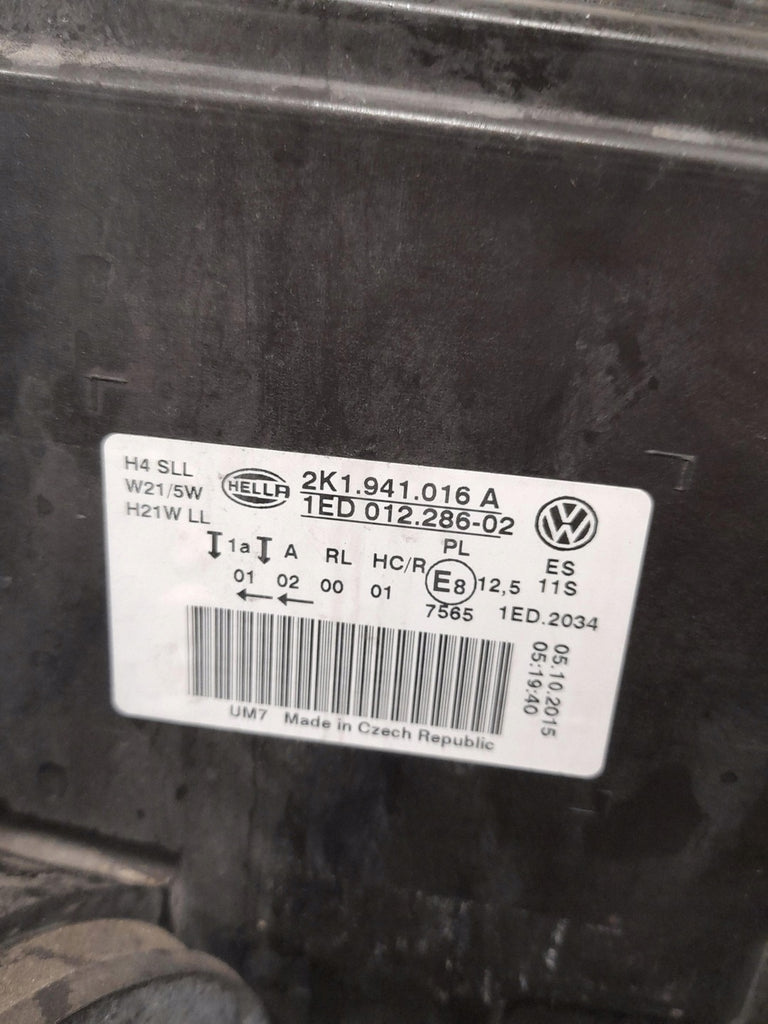 H4 SLL
W21/5W
H21W LL
HELLA
2K1.941.016 A
1ED 012.286-02
PL
ES
1a A RL HC/R E8 12,5 11S
01 02 00 01
7565 1ED.2034
05.10.2015
05:19:40
UM7 Made in Czech Republic